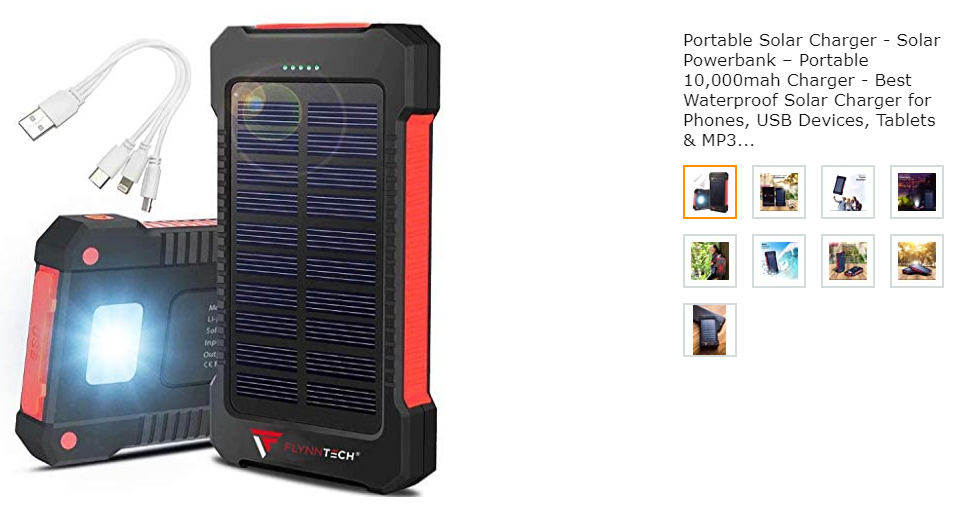 Portable Solar Charger - Solar
Powerbank – Portable
10,000mah Charger - Best
Waterproof Solar Charger for
Phones, USB Devices, Tablets
& MP3...
USB
FLYNNTECH®